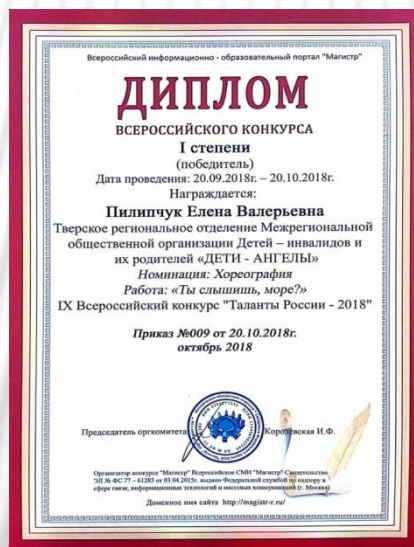 Всероссийский информационно - образовательный портал "Магистр"
ДИПЛОМ
ВСЕРОССИЙСКОГО КОНКУРСА
I степени
(победитель)
Дата проведения: 20.09.2018г. – 20.10.2018г.
Награждается:
Пилипчук Елена Валерьевна
Тверское региональное отделение Межрегиональной
общественной организации Детей – инвалидов и
их родителей «ДЕТИ - АНГЕЛЫ»
Номинация: Хореография
Работа: «Ты слышишь, море?»
IX Всероссийский конкурс "Таланты России - 2018"
Приказ №009 от 20.10.2018г.
октябрь 2018
Председатель оргкомитета Королевская И.Ф.
Организатор конкурса "Магистр" Всероссийское СМИ "Магистр" Свидетельство
ЭЛ № ФС 77 – 61283 от 03.04.2015г. выдано Федеральной службой по надзору в
сфере связи, информационных технологий и массовых коммуникаций (г. Москва)
Доменное имя сайта http://magistr-r.ru/